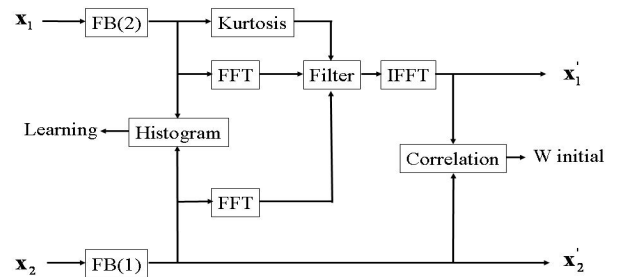 x₁ FB(2) Kurtosis
FFT Filter IFFT x₁'
Learning Histogram
Correlation W initial
FFT
x₂ FB(1) x₂'